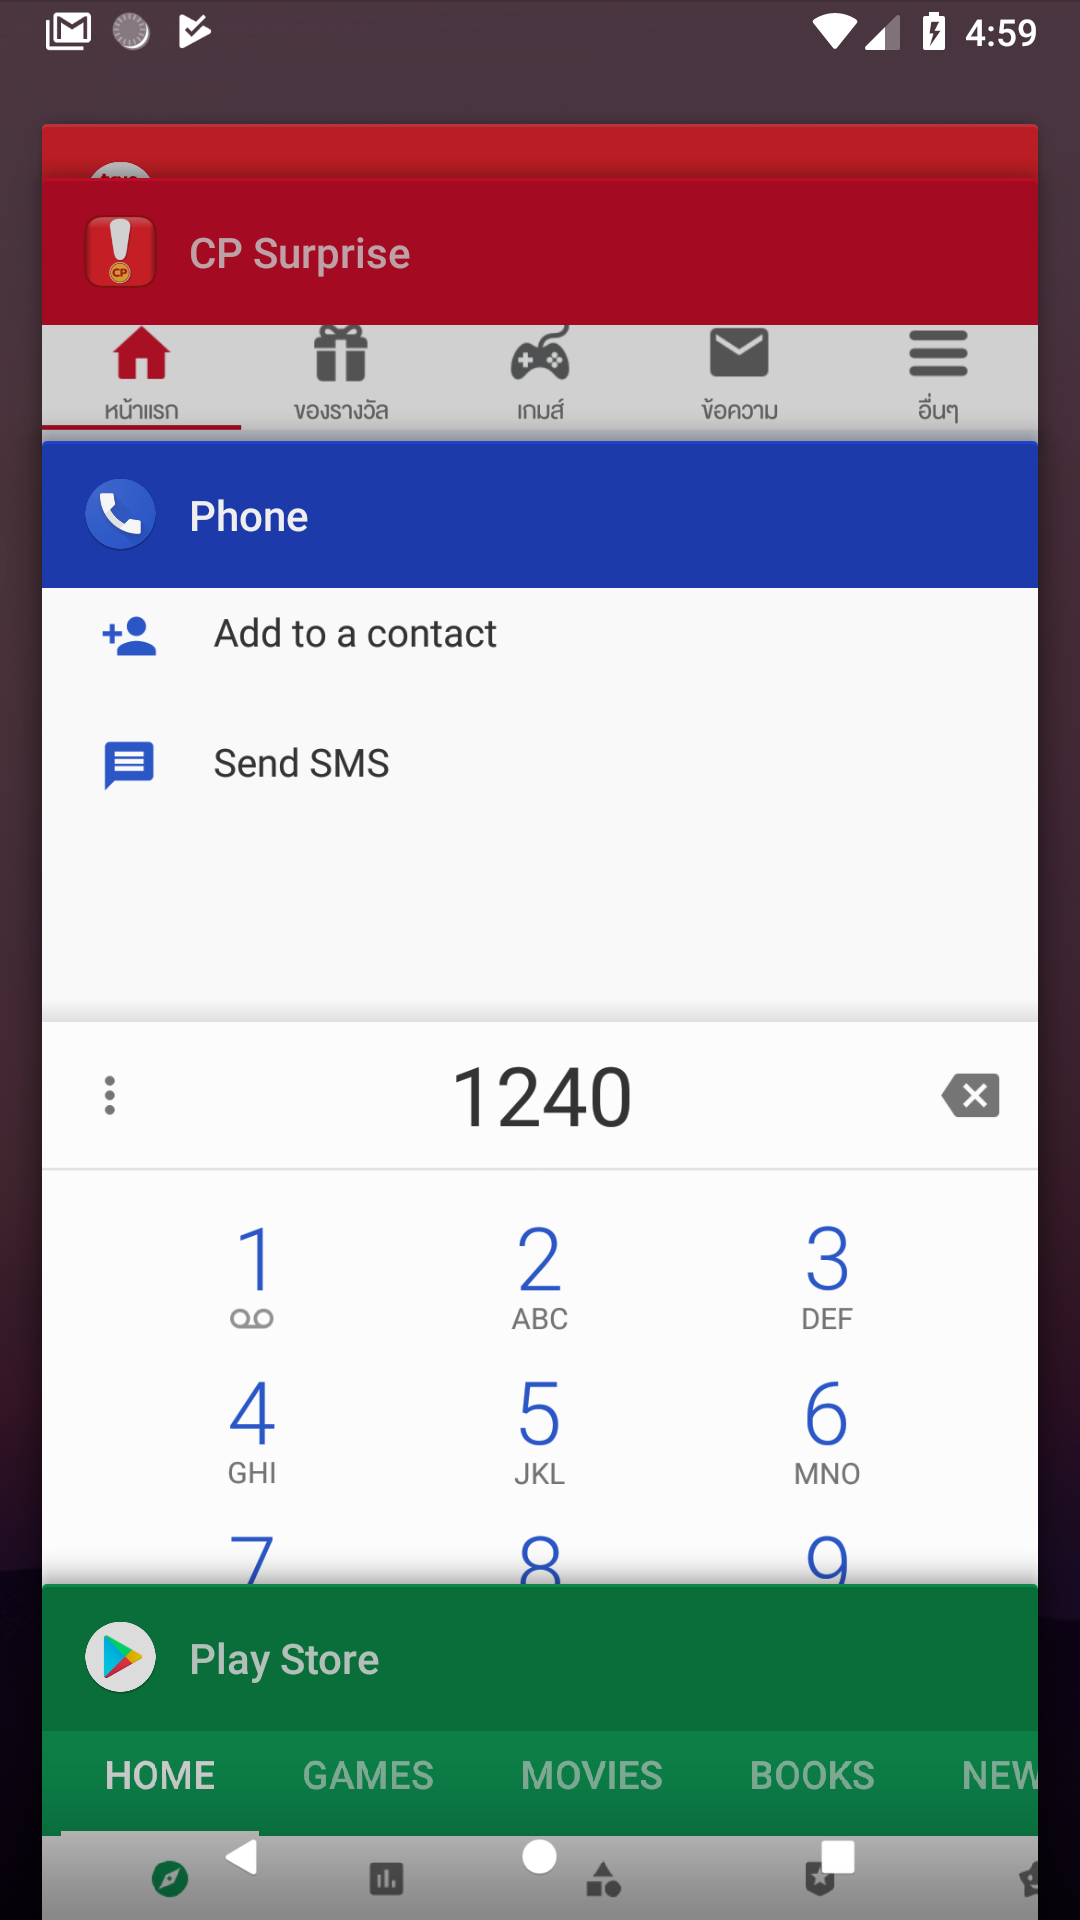 4:59
CP Surprise
CP
หน้าแรก ของรางวัล เกมส์ ข้อความ อื่นๆ
Phone
Add to a contact
Send SMS
1240
1 2 3
ABC DEF
4 5 6
GHI JKL MNO
7 8 9
Play Store
HOME GAMES MOVIES BOOKS NEW